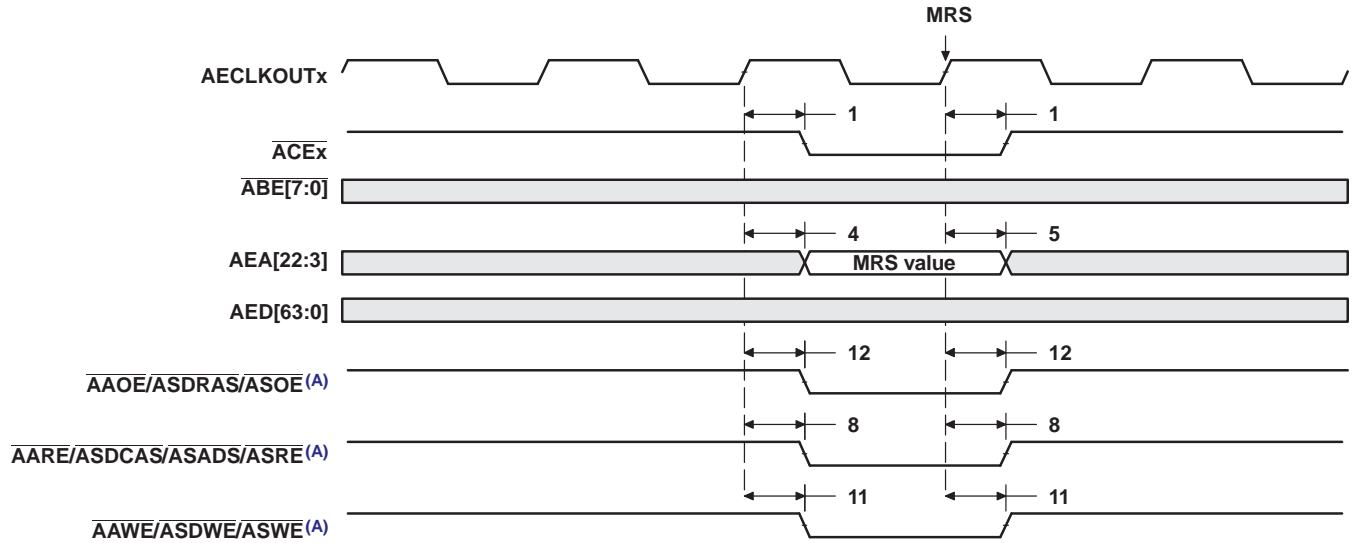 MRS
AECLKOUTx
1 1
ACEx
ABE[7:0]
4 5
AEA[22:3] MRS value
AED[63:0]
12 12
AAOE/ASDRAS/ASOE(A)
8 8
AARE/ASDCAS/ASADS/ASRE(A)
11 11
AAWE/ASDWE/ASWE(A)